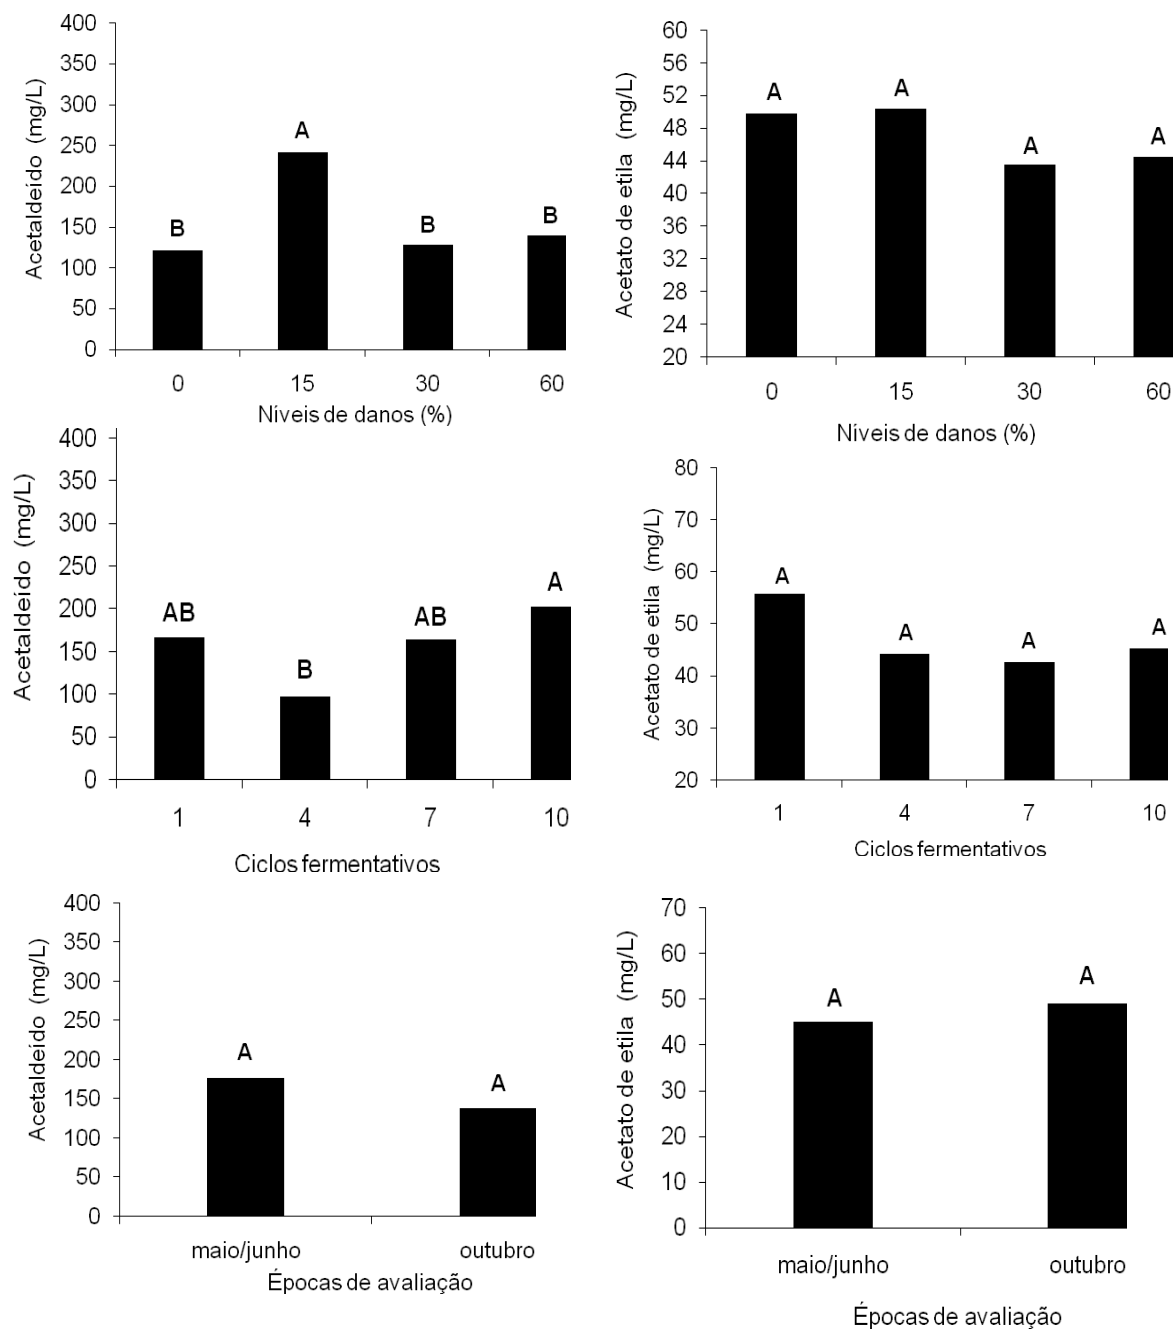 400
350
300
250
200
150
100
50
0
Acetaldeído (mg/L)
B
A
B
B
0 15 30 60
Níveis de danos (%)
60
56
52
48
44
40
36
32
28
24
20
Acetato de etila (mg/L)
A
A
A
A
0 15 30 60
Níveis de danos (%)
400
350
300
250
200
150
100
50
0
Acetaldeído (mg/L)
AB
B
AB
A
1 4 7 10
Ciclos fermentativos
80
70
60
50
40
30
20
Acetato de etila (mg/L)
A
A
A
A
1 4 7 10
Ciclos fermentativos
400
350
300
250
200
150
100
50
0
Acetaldeído (mg/L)
A
A
maio/junho outubro
Épocas de avaliação
70
60
50
40
30
20
10
0
Acetato de etila (mg/L)
A
A
maio/junho outubro
Épocas de avaliação